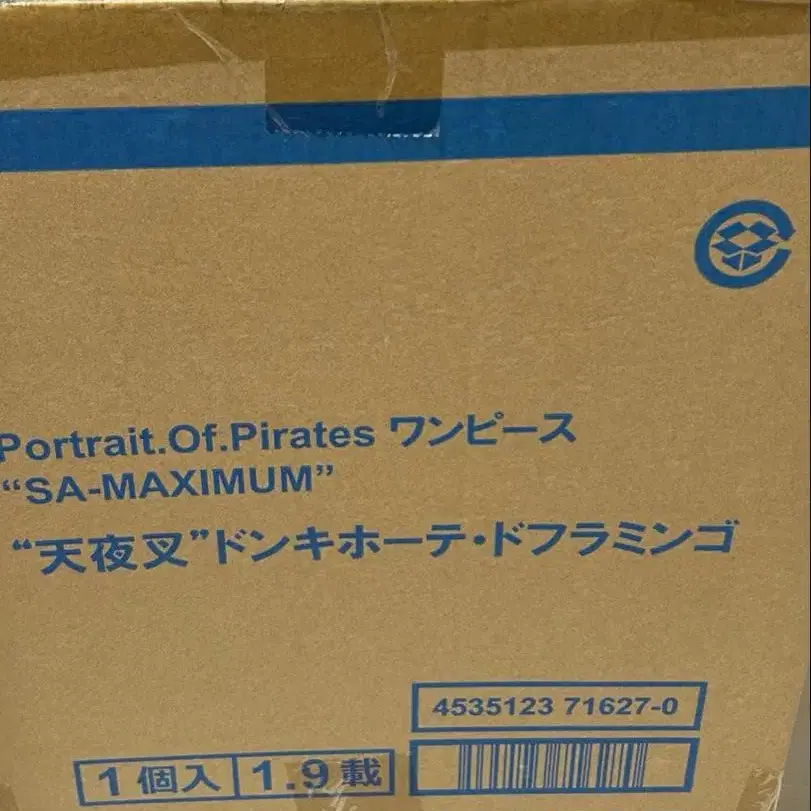 Portrait.Of.Pirates ワンピース
“SA-MAXIMUM”
“天夜叉”ドンキホーテ・ドフラミンゴ
4535123 71627-0
1個入 1.9載